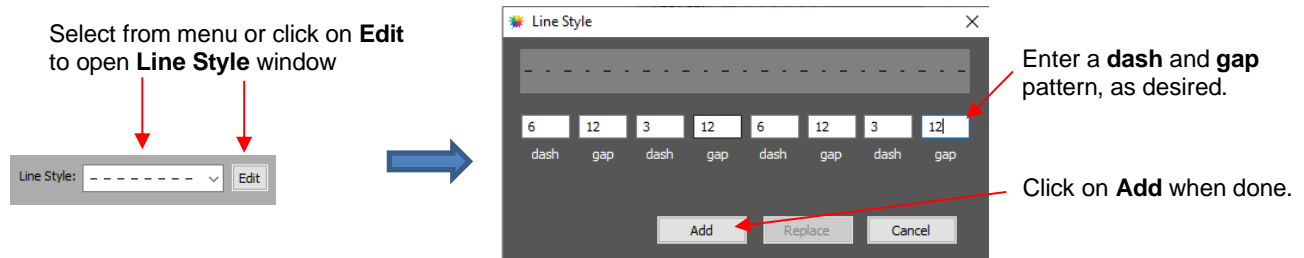 Select from menu or click on Edit
to open Line Style window
Line Style:
Edit
Line Style
6 12 3 12 6 12 3 12
dash gap dash gap dash gap dash gap
Add Replace Cancel
Enter a dash and gap
pattern, as desired.
Click on Add when done.